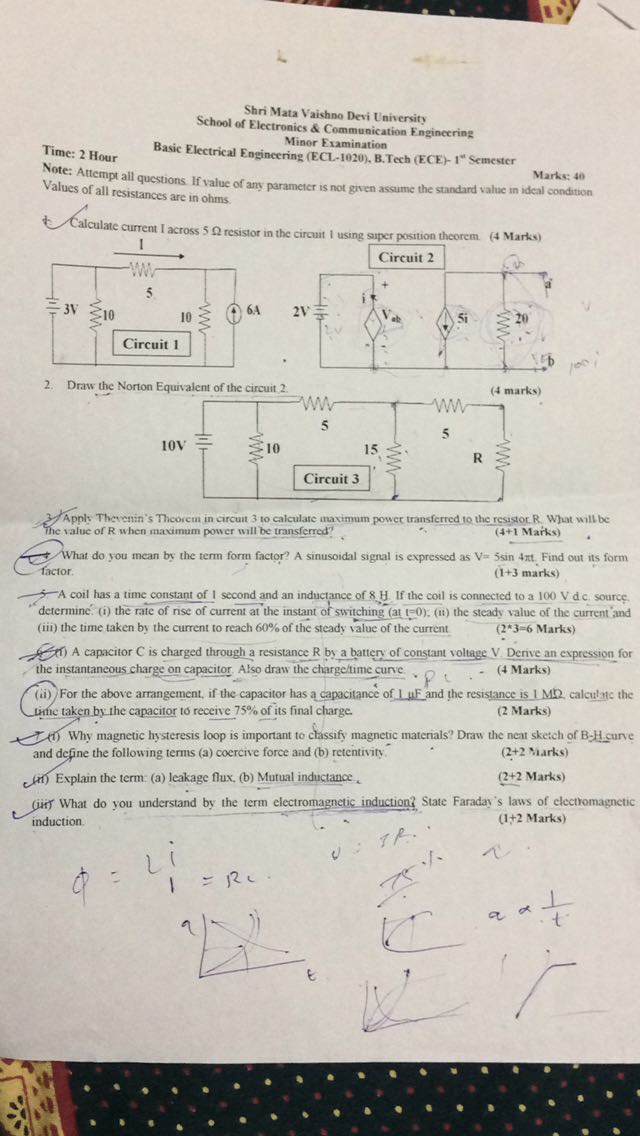 Shri Mata Vaishno Devi University
School of Electronics & Communication Engineering
Minor Examination
Time: 2 Hour Basic Electrical Engineering (ECL-1020), B.Tech (ECE)- 1st Semester
Marks: 40
Note: Attempt all questions. If value of any parameter is not given assume the standard value in ideal condition.
Values of all resistances are in ohms.
1. Calculate current I across 5 Ω resistor in the circuit 1 using super position theorem. (4 Marks)
I
5
3V
10
10
6A
Circuit 1
Circuit 2
2V
i
+
Vab
-
5i
20
a
b
2. Draw the Norton Equivalent of the circuit 2. (4 marks)
5
5
10V
10
15
R
Circuit 3
3. Apply Thevenin's Theorem in circuit 3 to calculate maximum power transferred to the resistor R. What will be
the value of R when maximum power will be transferred? (4+1 Marks)
4. What do you mean by the term form factor? A sinusoidal signal is expressed as V= 5sin 4πt. Find out its form
factor. (1+3 marks)
5. A coil has a time constant of 1 second and an inductance of 8 H. If the coil is connected to a 100 V d.c. source,
determine: (i) the rate of rise of current at the instant of switching (at t=0); (ii) the steady value of the current and
(iii) the time taken by the current to reach 60% of the steady value of the current. (2*3=6 Marks)
6. (i) A capacitor C is charged through a resistance R by a battery of constant voltage V. Derive an expression for
the instantaneous charge on capacitor. Also draw the charge/time curve. (4 Marks)
(ii) For the above arrangement, if the capacitor has a capacitance of 1 μF and the resistance is 1 MΩ, calculate the
time taken by the capacitor to receive 75% of its final charge. (2 Marks)
7 (i) Why magnetic hysteresis loop is important to classify magnetic materials? Draw the neat sketch of B-H curve
and define the following terms (a) coercive force and (b) retentivity. (2+2 Marks)
(ii) Explain the term: (a) leakage flux, (b) Mutual inductance. (2+2 Marks)
(iii) What do you understand by the term electromagnetic induction? State Faraday's laws of electromagnetic
induction. (1+2 Marks)